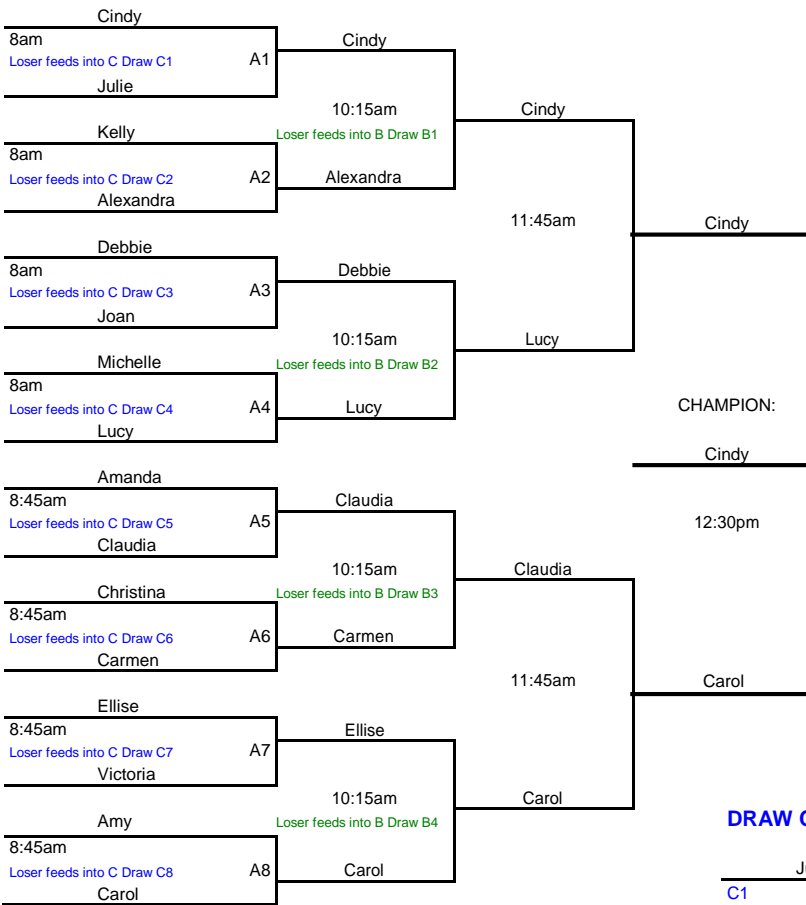 Cindy
8am
Loser feeds into C Draw C1
A1
Julie
Cindy
Kelly
8am
Loser feeds into C Draw C2
A2
Alexandra
10:15am
Loser feeds into B Draw B1
Alexandra
Cindy
Debbie
8am
Loser feeds into C Draw C3
A3
Joan
Debbie
Michelle
8am
Loser feeds into C Draw C4
A4
Lucy
10:15am
Loser feeds into B Draw B2
Lucy
Lucy
11:45am
Cindy
Amanda
8:45am
Loser feeds into C Draw C5
A5
Claudia
Claudia
Christina
8:45am
Loser feeds into C Draw C6
A6
Carmen
10:15am
Loser feeds into B Draw B3
Carmen
Claudia
Ellise
8:45am
Loser feeds into C Draw C7
A7
Victoria
Ellise
Amy
8:45am
Loser feeds into C Draw C8
A8
Carol
10:15am
Loser feeds into B Draw B4
Carol
Carol
11:45am
Carol
CHAMPION:
Cindy
12:30pm
DRAW
C1